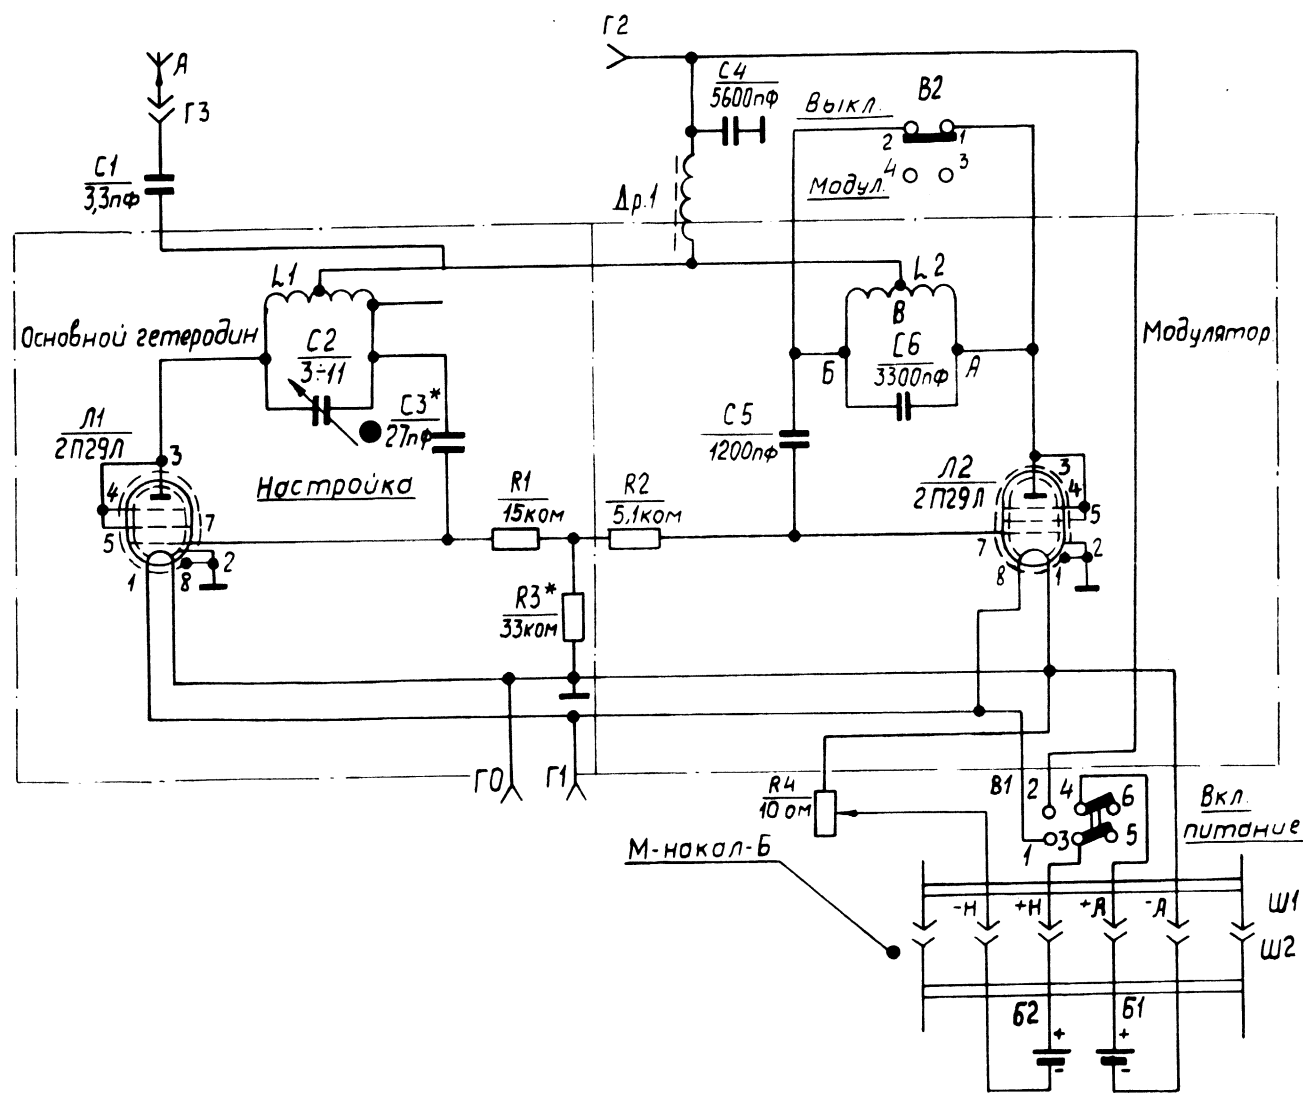 Г2
А
Г3
С4
5600пф
В2
Выкл.
2
1
С1
3,3пф
4
3
Модул.
Др.1
L1
L2
В
Основной гетеродин
С2
3÷11
С6
3300пф
Б
А
Модулятор
С3*
27пф
С5
1200пф
Л1
2П29Л
3
Л2
2П29Л
3
4
4
Настройка
R1
15ком
R2
5,1ком
7
5
5
7
2
1
8
2
8
1
R3*
33ком
Г0
Г1
R4
10 ом
В1
2
4
6
Вкл.
питание
1
3
5
М-накал-Б
-Н
+Н
+А
-А
Ш1
Ш2
Б2
Б1
+
+
-
-